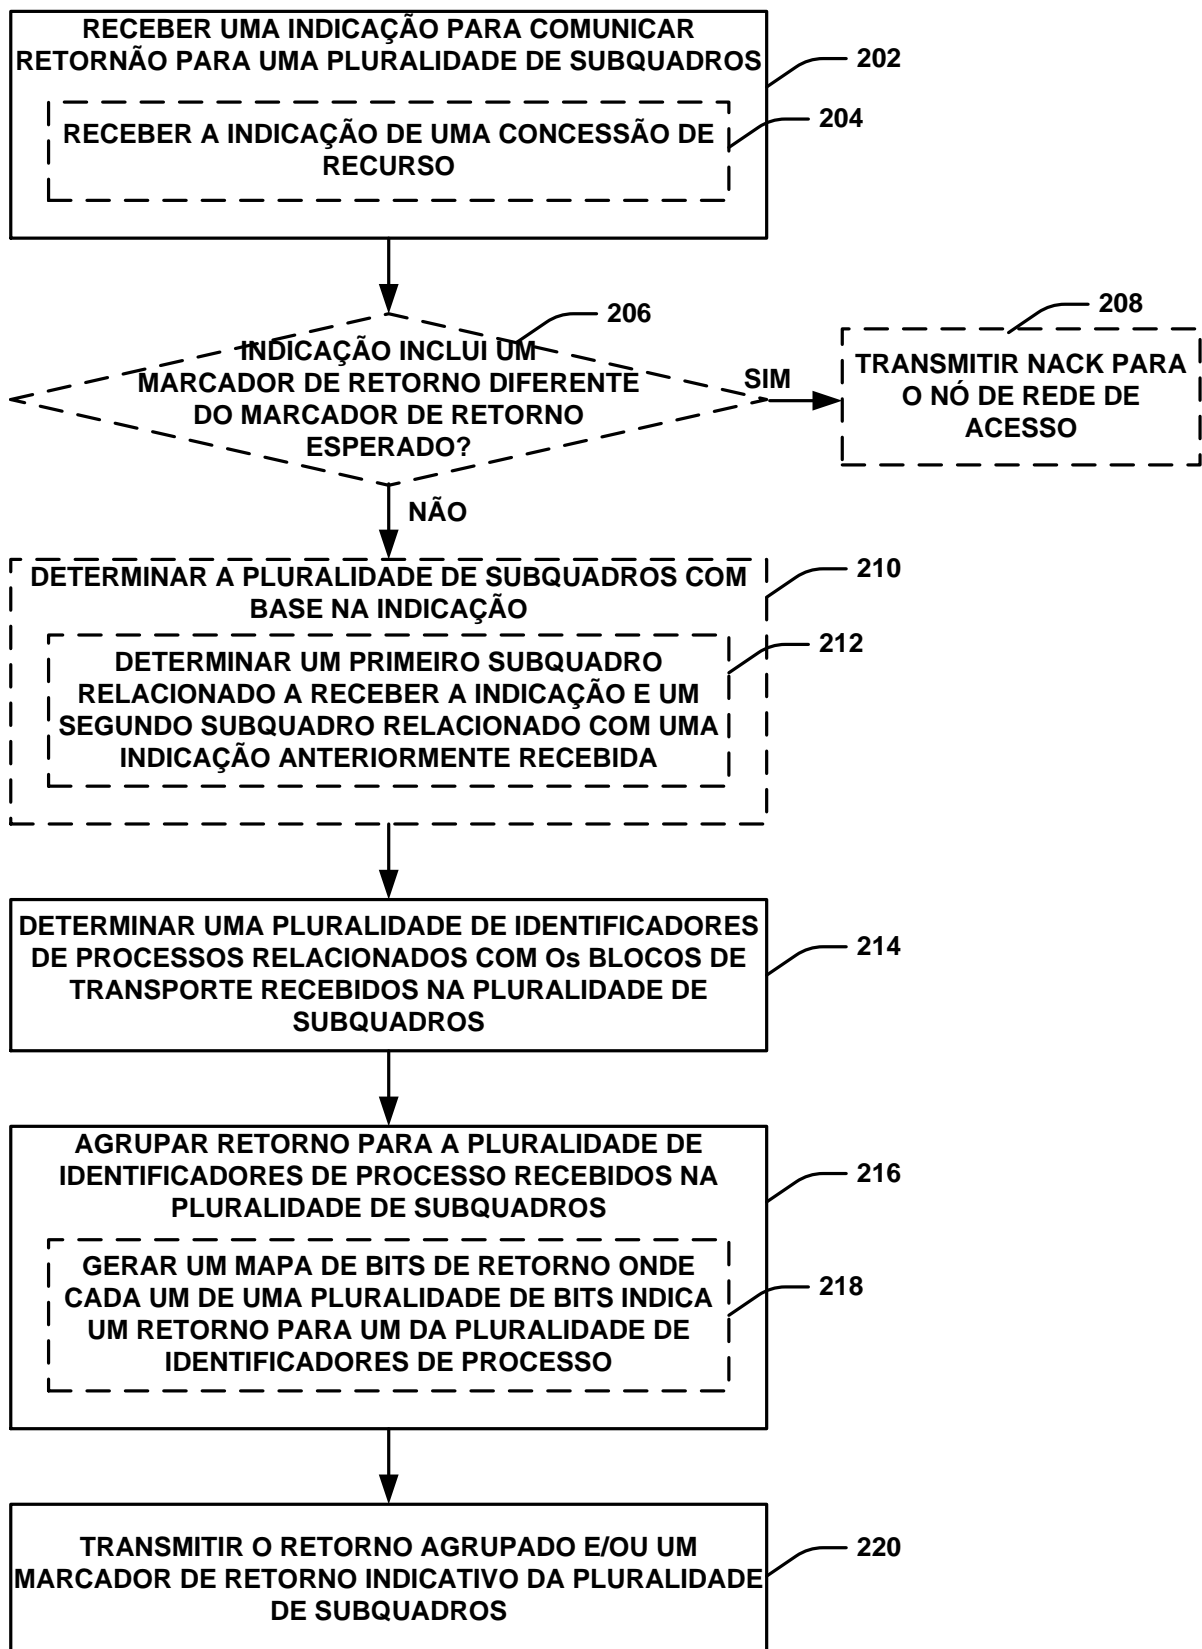 RECEBER UMA INDICAÇÃO PARA COMUNICAR
RETORNÃO PARA UMA PLURALIDADE DE SUBQUADROS
202
RECEBER A INDICAÇÃO DE UMA CONCESSÃO DE
RECURSO
204
INDICAÇÃO INCLUI UM
MARCADOR DE RETORNO DIFERENTE
DO MARCADOR DE RETORNO
ESPERADO?
206
SIM
208
TRANSMITIR NACK PARA
O NÓ DE REDE DE
ACESSO
NÃO
DETERMINAR A PLURALIDADE DE SUBQUADROS COM
BASE NA INDICAÇÃO
210
DETERMINAR UM PRIMEIRO SUBQUADRO
RELACIONADO A RECEBER A INDICAÇÃO E UM
SEGUNDO SUBQUADRO RELACIONADO COM UMA
INDICAÇÃO ANTERIORMENTE RECEBIDA
212
DETERMINAR UMA PLURALIDADE DE IDENTIFICADORES
DE PROCESSOS RELACIONADOS COM Os BLOCOS DE
TRANSPORTE RECEBIDOS NA PLURALIDADE DE
SUBQUADROS
214
AGRUPAR RETORNO PARA A PLURALIDADE DE
IDENTIFICADORES DE PROCESSO RECEBIDOS NA
PLURALIDADE DE SUBQUADROS
216
GERAR UM MAPA DE BITS DE RETORNO ONDE
CADA UM DE UMA PLURALIDADE DE BITS INDICA
UM RETORNO PARA UM DA PLURALIDADE DE
IDENTIFICADORES DE PROCESSO
218
TRANSMITIR O RETORNO AGRUPADO E/OU UM
MARCADOR DE RETORNO INDICATIVO DA PLURALIDADE
DE SUBQUADROS
220